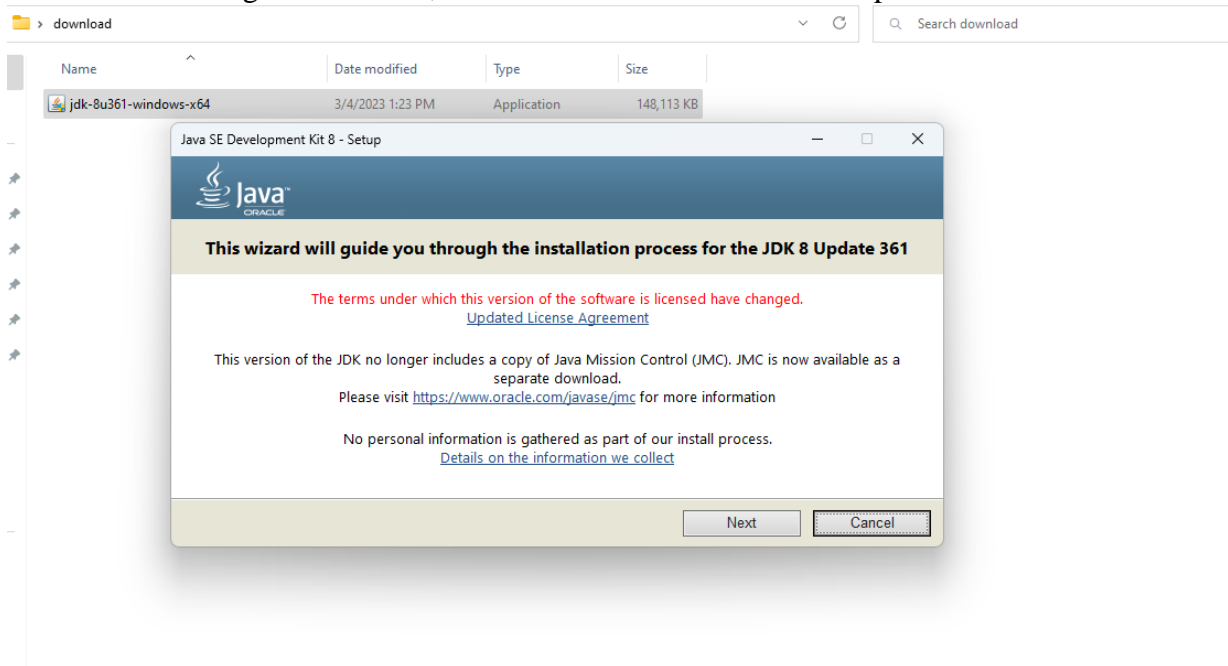 download
Search download
Name
Date modified
Type
Size
jdk-8u361-windows-x64
3/4/2023 1:23 PM
Application
148,113 KB
Java SE Development Kit 8 - Setup
Java™
ORACLE
This wizard will guide you through the installation process for the JDK 8 Update 361
The terms under which this version of the software is licensed have changed.
Updated License Agreement
This version of the JDK no longer includes a copy of Java Mission Control (JMC). JMC is now available as a
separate download.
Please visit https://www.oracle.com/javase/jmc for more information
No personal information is gathered as part of our install process.
Details on the information we collect
Next
Cancel